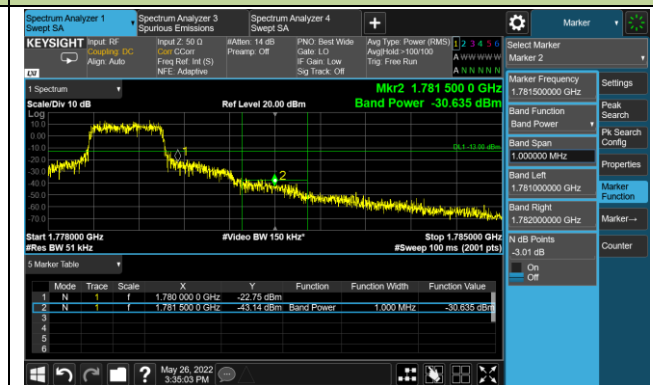 Spectrum Analyzer 1
Swept SA
Spectrum Analyzer 3
Spurious Emissions
Spectrum Analyzer 4
Swept SA
+
Marker
KEYSIGHT
Input: RF
Coupling: DC
Align: Auto
Input Z: 50 Ω
Corr CCorr
Freq Ref: Int (S)
NFE: Adaptive
#Atten: 14 dB
Preamp: Off
PNO: Best Wide
Gate: LO
IF Gain: Low
Sig Track: Off
Avg Type: Power (RMS)
Avg|Hold:>100/100
Trig: Free Run
1 2 3 4 5 6
A W W W W W
A N N N N N
LXI
Select Marker
Marker 2
1 Spectrum
Scale/Div 10 dB
Ref Level 20.00 dBm
Mkr2 1.781 500 0 GHz
Band Power -30.635 dBm
Log
10.0
0.00
-10.0
-20.0
-30.0
-40.0
-50.0
-60.0
-70.0
DL1 -13.00 dBm
1
2
Start 1.778000 GHz
#Res BW 51 kHz
#Video BW 150 kHz*
Stop 1.785000 GHz
#Sweep 100 ms (2001 pts)
5 Marker Table
Mode Trace Scale X Y Function Function Width Function Value
1 N 1 f 1.780 000 0 GHz -22.75 dBm
2 N 1 f 1.781 500 0 GHz -43.14 dBm Band Power 1.000 MHz -30.635 dBm
3
4
5
6
Marker Frequency
1.781500000 GHz
Band Function
Band Power
Band Span
1.000000 MHz
Band Left
1.781000000 GHz
Band Right
1.782000000 GHz
N dB Points
-3.01 dB
On
Off
Settings
Peak
Search
Pk Search
Config
Properties
Marker
Function
Marker→
Counter
?
May 26, 2022
3:35:03 PM